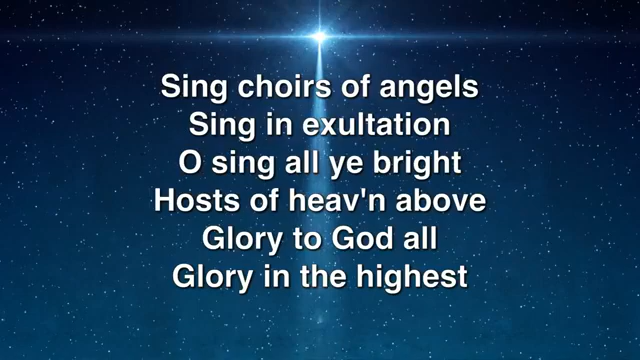 Sing choirs of angels
Sing in exultation
O sing all ye bright
Hosts of heav'n above
Glory to God all
Glory in the highest